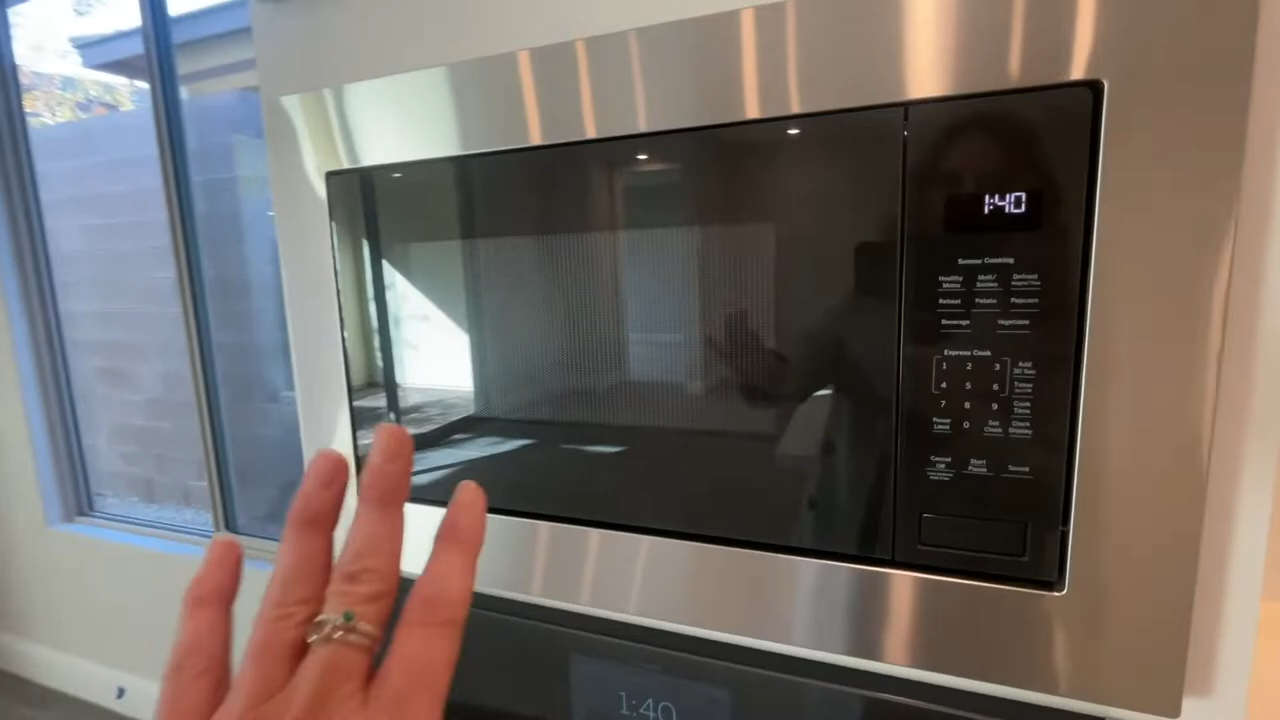 1:40
Sensor Cooking
Healthy Menu
Melt/ Soften
Defrost
Reheat Potato Popcorn
Beverage Vegetable
Express Cook
1 2 3 Add 30 Sec
4 5 6 Timer
7 8 9 Cook Time
Power Level 0 Set Clock Clock Display
Cancel Off Start Pause Sound
1:40